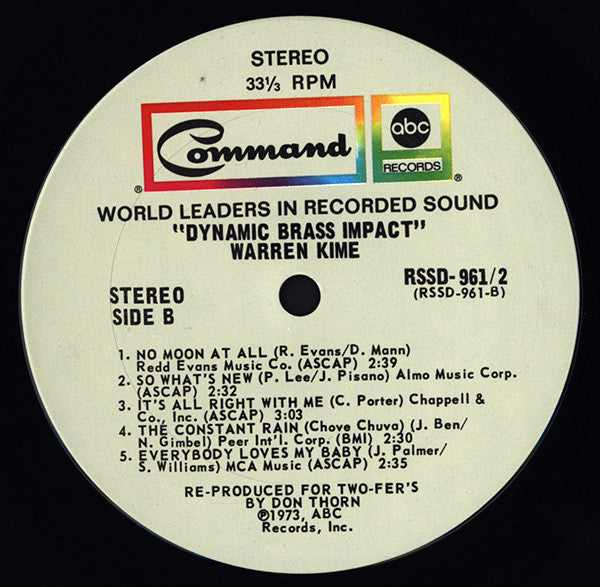 STEREO
33⅓ RPM
Command
abc
RECORDS
® ®
WORLD LEADERS IN RECORDED SOUND
"DYNAMIC BRASS IMPACT"
WARREN KIME
STEREO
SIDE B
RSSD-961/2
(RSSD-961-B)
1. NO MOON AT ALL (R. Evans/D. Mann)
Redd Evans Music Co. (ASCAP) 2:39
2. SO WHAT'S NEW (P. Lee/J. Pisano) Almo Music Corp.
(ASCAP) 2:32
3. IT'S ALL RIGHT WITH ME (C. Porter) Chappell &
Co., Inc. (ASCAP) 3:03
4. THE CONSTANT RAIN (Chove Chuva) (J. Ben/
N. Gimbel) Peer Int'l. Corp. (BMI) 2:30
5. EVERYBODY LOVES MY BABY (J. Palmer/
S. Williams) MCA Music (ASCAP) 2:35
RE-PRODUCED FOR TWO-FER'S
BY DON THORN
℗1973, ABC
Records, Inc.